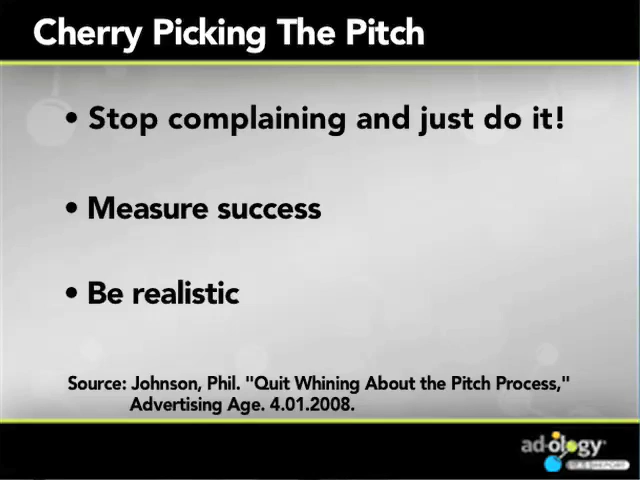 Cherry Picking The Pitch
• Stop complaining and just do it!
• Measure success
• Be realistic
Source: Johnson, Phil. "Quit Whining About the Pitch Process,"
Advertising Age. 4.01.2008.
ad-ology